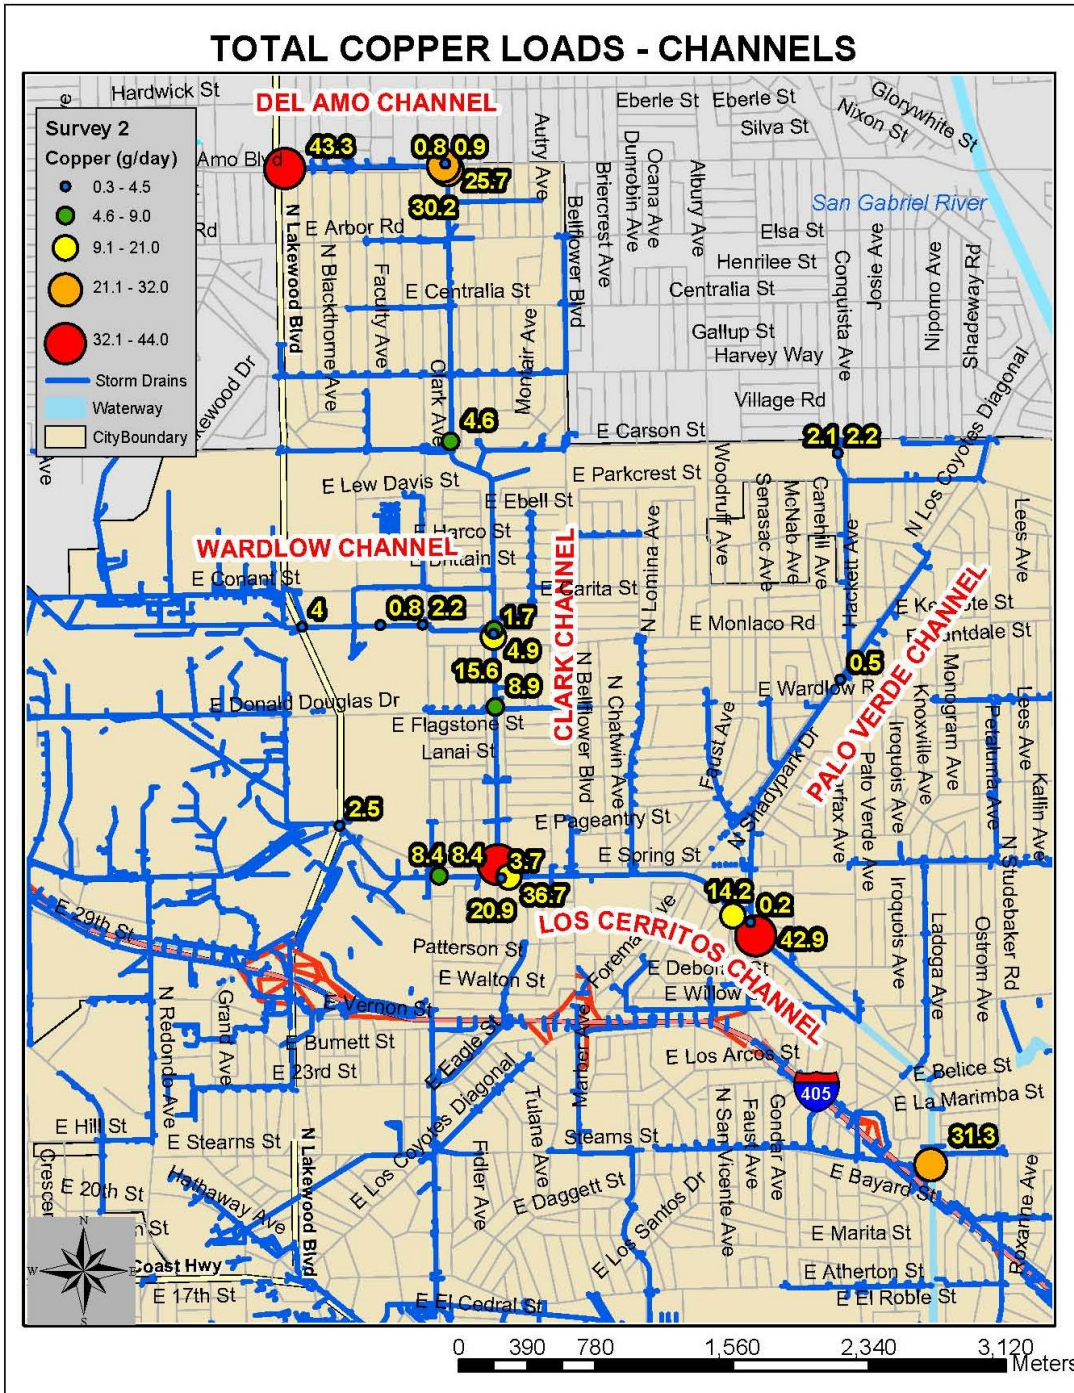 TOTAL COPPER LOADS - CHANNELS
Survey 2
Copper (g/day)
0.3 - 4.5
4.6 - 9.0
9.1 - 21.0
21.1 - 32.0
32.1 - 44.0
Storm Drains
Waterway
CityBoundary
Hardwick St
DEL AMO CHANNEL
Eberle St
Eberle St
Glorywhite St
Nixon St
Silva St
Autry Ave
Dunrobin Ave
Ocana Ave
Briercrest Ave
Albury Ave
Amo Blvd
43.3
0.8
0.9
25.7
30.2
San Gabriel River
Rd
E Arbor Rd
N Lakewood Blvd
Bellflower Blvd
Elsa St
Josie Ave
Nipomo Ave
Shadeway Rd
Henrilee St
Conquista Ave
N Blackthorne Ave
Faculty Ave
E Centralia St
Centralia St
Montair Ave
Gallup St
Harvey Way
Clark Ave
Village Rd
4.6
E Carson St
2.1
2.2
N Los Coyotes Diagonal
Ave
E Lew Davis St
E Parkcrest St
Woodruff Ave
Senasac Ave
McNab Ave
Canehill Ave
E Ebell St
E Harco St
Lees Ave
WARDLOW CHANNEL
CLARK CHANNEL
N Lomina Ave
E Conant St
E Carita St
4
0.8
2.2
1.7
4.9
E Monlaco Rd
PALO VERDE CHANNEL
15.6
8.9
0.5
E Wardlow R
E Donald Douglas Dr
E Flagstone St
Lanai St
N Bellflower Blvd
N Chatwin Ave
Faust Ave
N Shadypark Dr
Palo Verde Ave
Iroquois Ave
Knoxville Ave
Monogram Ave
Petaluma Ave
Lees Ave
Kallin Ave
2.5
E Pageantry St
E Spring St
8.4
8.4
3.7
36.7
20.9
14.2
0.2
42.9
LOS CERRITOS CHANNEL
Iroquois Ave
Ladoga Ave
Ostrom Ave
N Studebaker Rd
E 29th St
Patterson St
E Walton St
E Willow
E Vernon St
N Redondo Ave
Grand Ave
E Burnett St
E 23rd St
E Eagle St
E Los Coyotes Diagonal
E Los Arcos St
405
E Belice St
E La Marimba St
Tulane Ave
N San Vicente Ave
Faust Ave
Gondar Ave
E Hill St
E Stearns St
N Lakewood Blvd
Fidler Ave
Stearns St
31.3
Crescen
E 20th St
Hathaway Ave
E Daggett St
E Los Santos Dr
E Bayard St
Roxanne Ave
n St
E Marita St
Coast Hwy
E 17th St
E Atherton St
E El Cedral St
E El Roble St
N
W
E
S
0 390 780 1,560 2,340 3,120
Meters